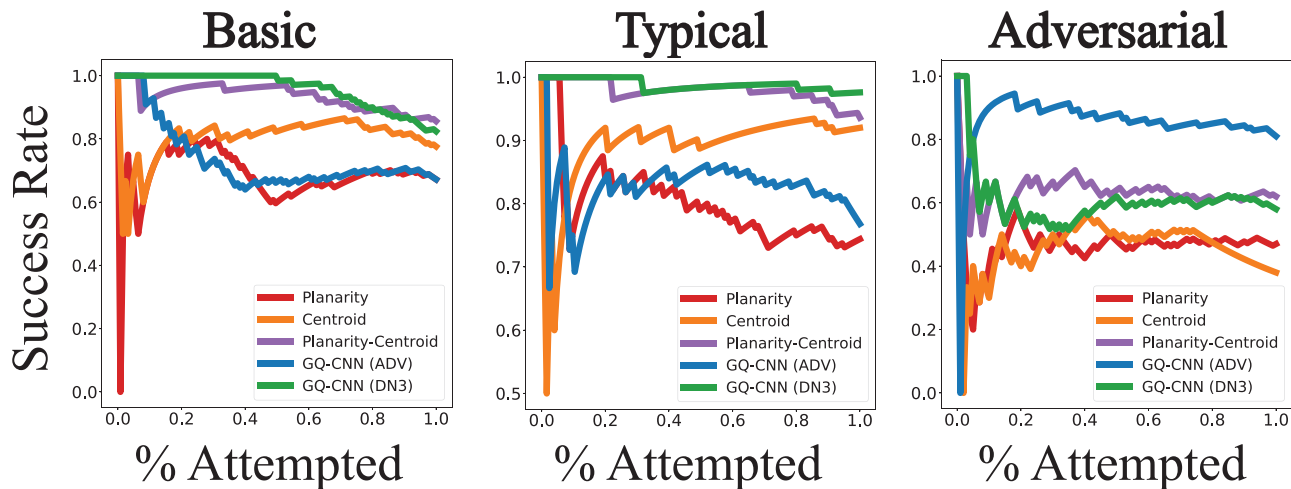 Basic
Typical
Adversarial
Success Rate
1.0
0.8
0.6
0.4
0.2
0.0
Planarity
Centroid
Planarity-Centroid
GQ-CNN (ADV)
GQ-CNN (DN3)
0.0 0.2 0.4 0.6 0.8 1.0
% Attempted
1.0
0.9
0.8
0.7
0.6
0.5
Planarity
Centroid
Planarity-Centroid
GQ-CNN (ADV)
GQ-CNN (DN3)
0.0 0.2 0.4 0.6 0.8 1.0
% Attempted
1.0
0.8
0.6
0.4
0.2
0.0
Planarity
Centroid
Planarity-Centroid
GQ-CNN (ADV)
GQ-CNN (DN3)
0.0 0.2 0.4 0.6 0.8 1.0
% Attempted